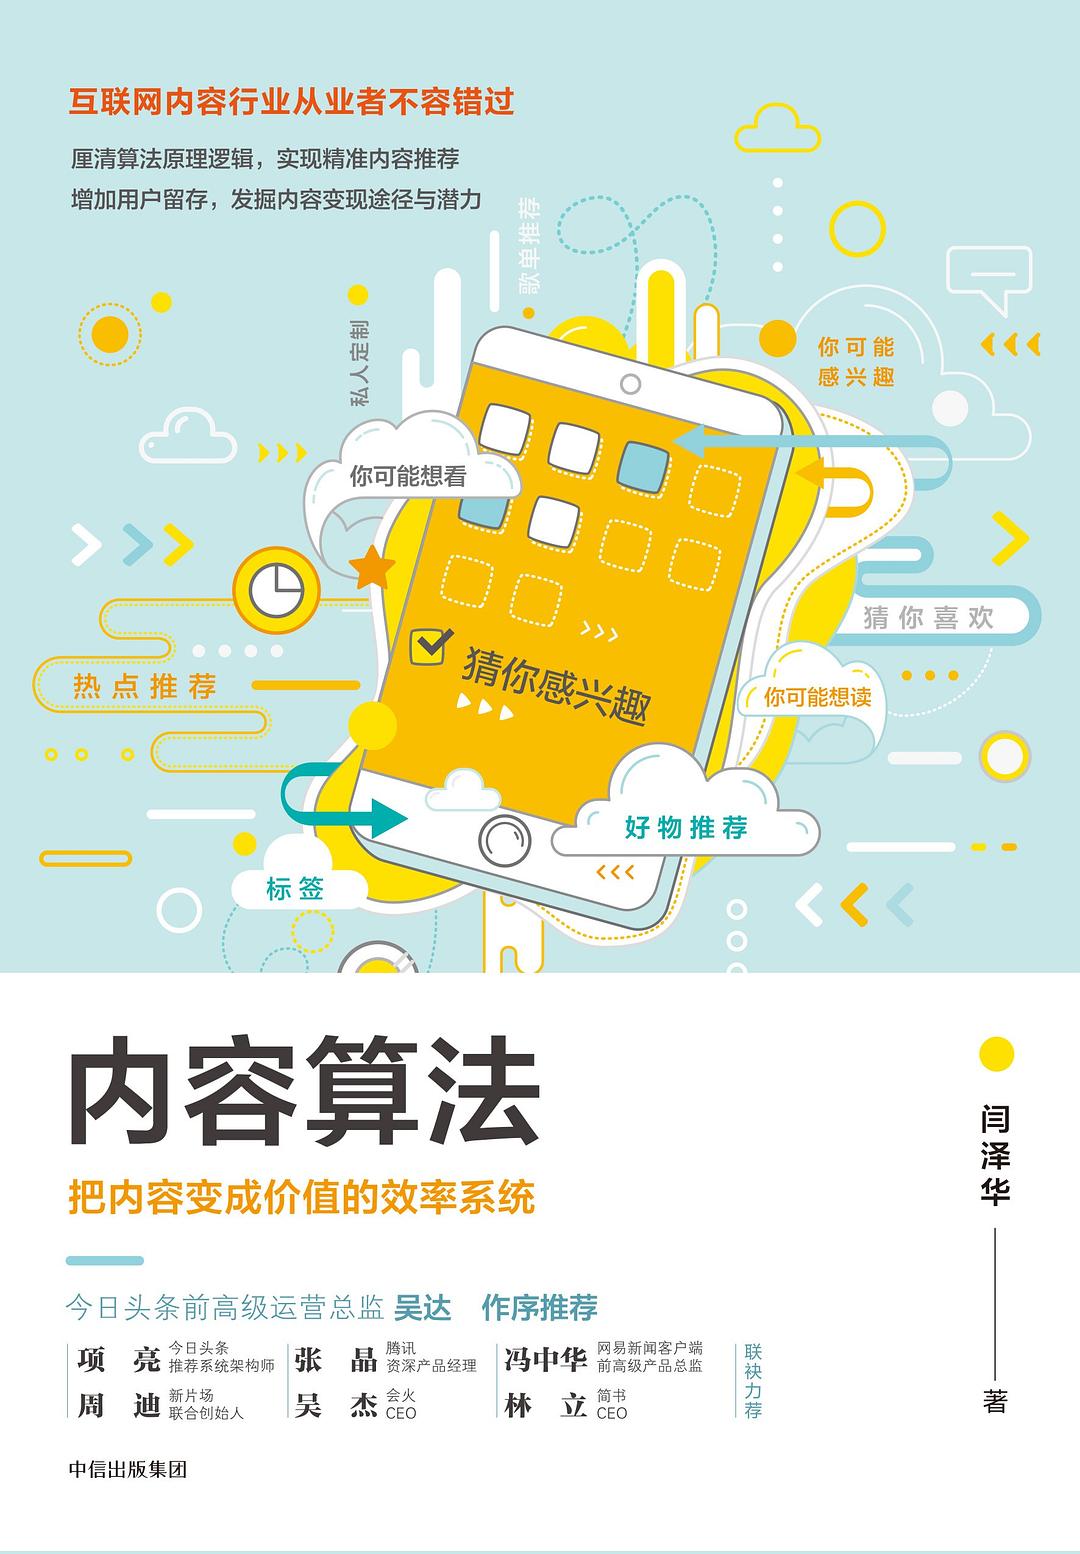 互联网内容行业从业者不容错过
厘清算法原理逻辑，实现精准内容推荐
增加用户留存，发掘内容变现途径与潜力
歌单推荐
私人定制
你可能
感兴趣
你可能想看
猜你喜欢
热点推荐
猜你感兴趣
你可能想读
好物推荐
标签
内容算法
把内容变成价值的效率系统
闫泽华
著
今日头条前高级运营总监 吴达 作序推荐
项亮 今日头条
推荐系统架构师
张晶 腾讯
资深产品经理
冯中华 网易新闻客户端
前高级产品总监
周迪 新片场
联合创始人
吴杰 会火
CEO
林立 简书
CEO
联袂力荐
中信出版集团